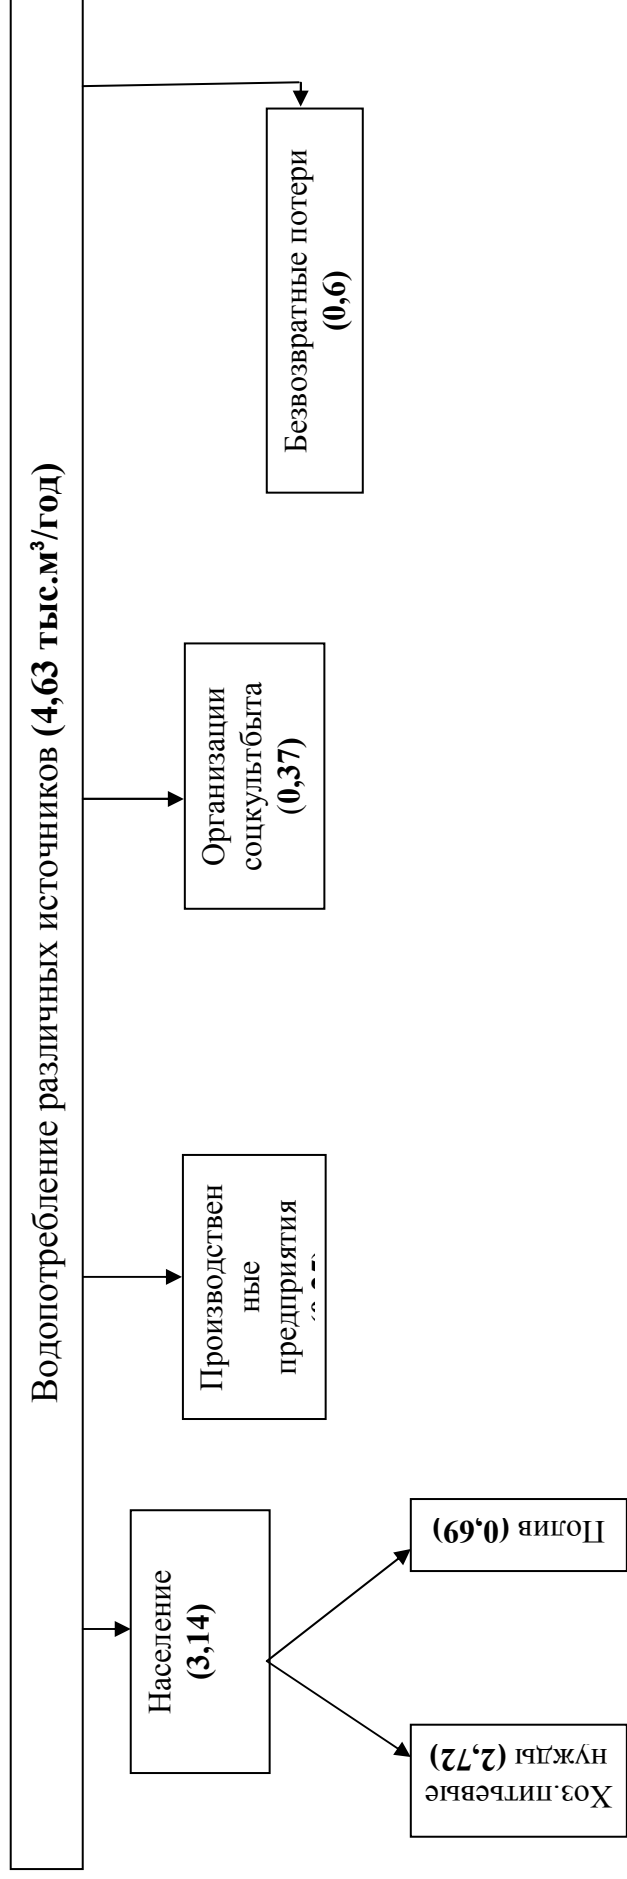 Водопотребление различных источников (4,63 тыс.м³/год)
Население
(3,14)
Производствен
ные
предприятия
Организации
соцкультбыта
(0,37)
Безвозвратные потери
(0,6)
Хоз.питьевые
нужды (2,72)
Полив (0,69)